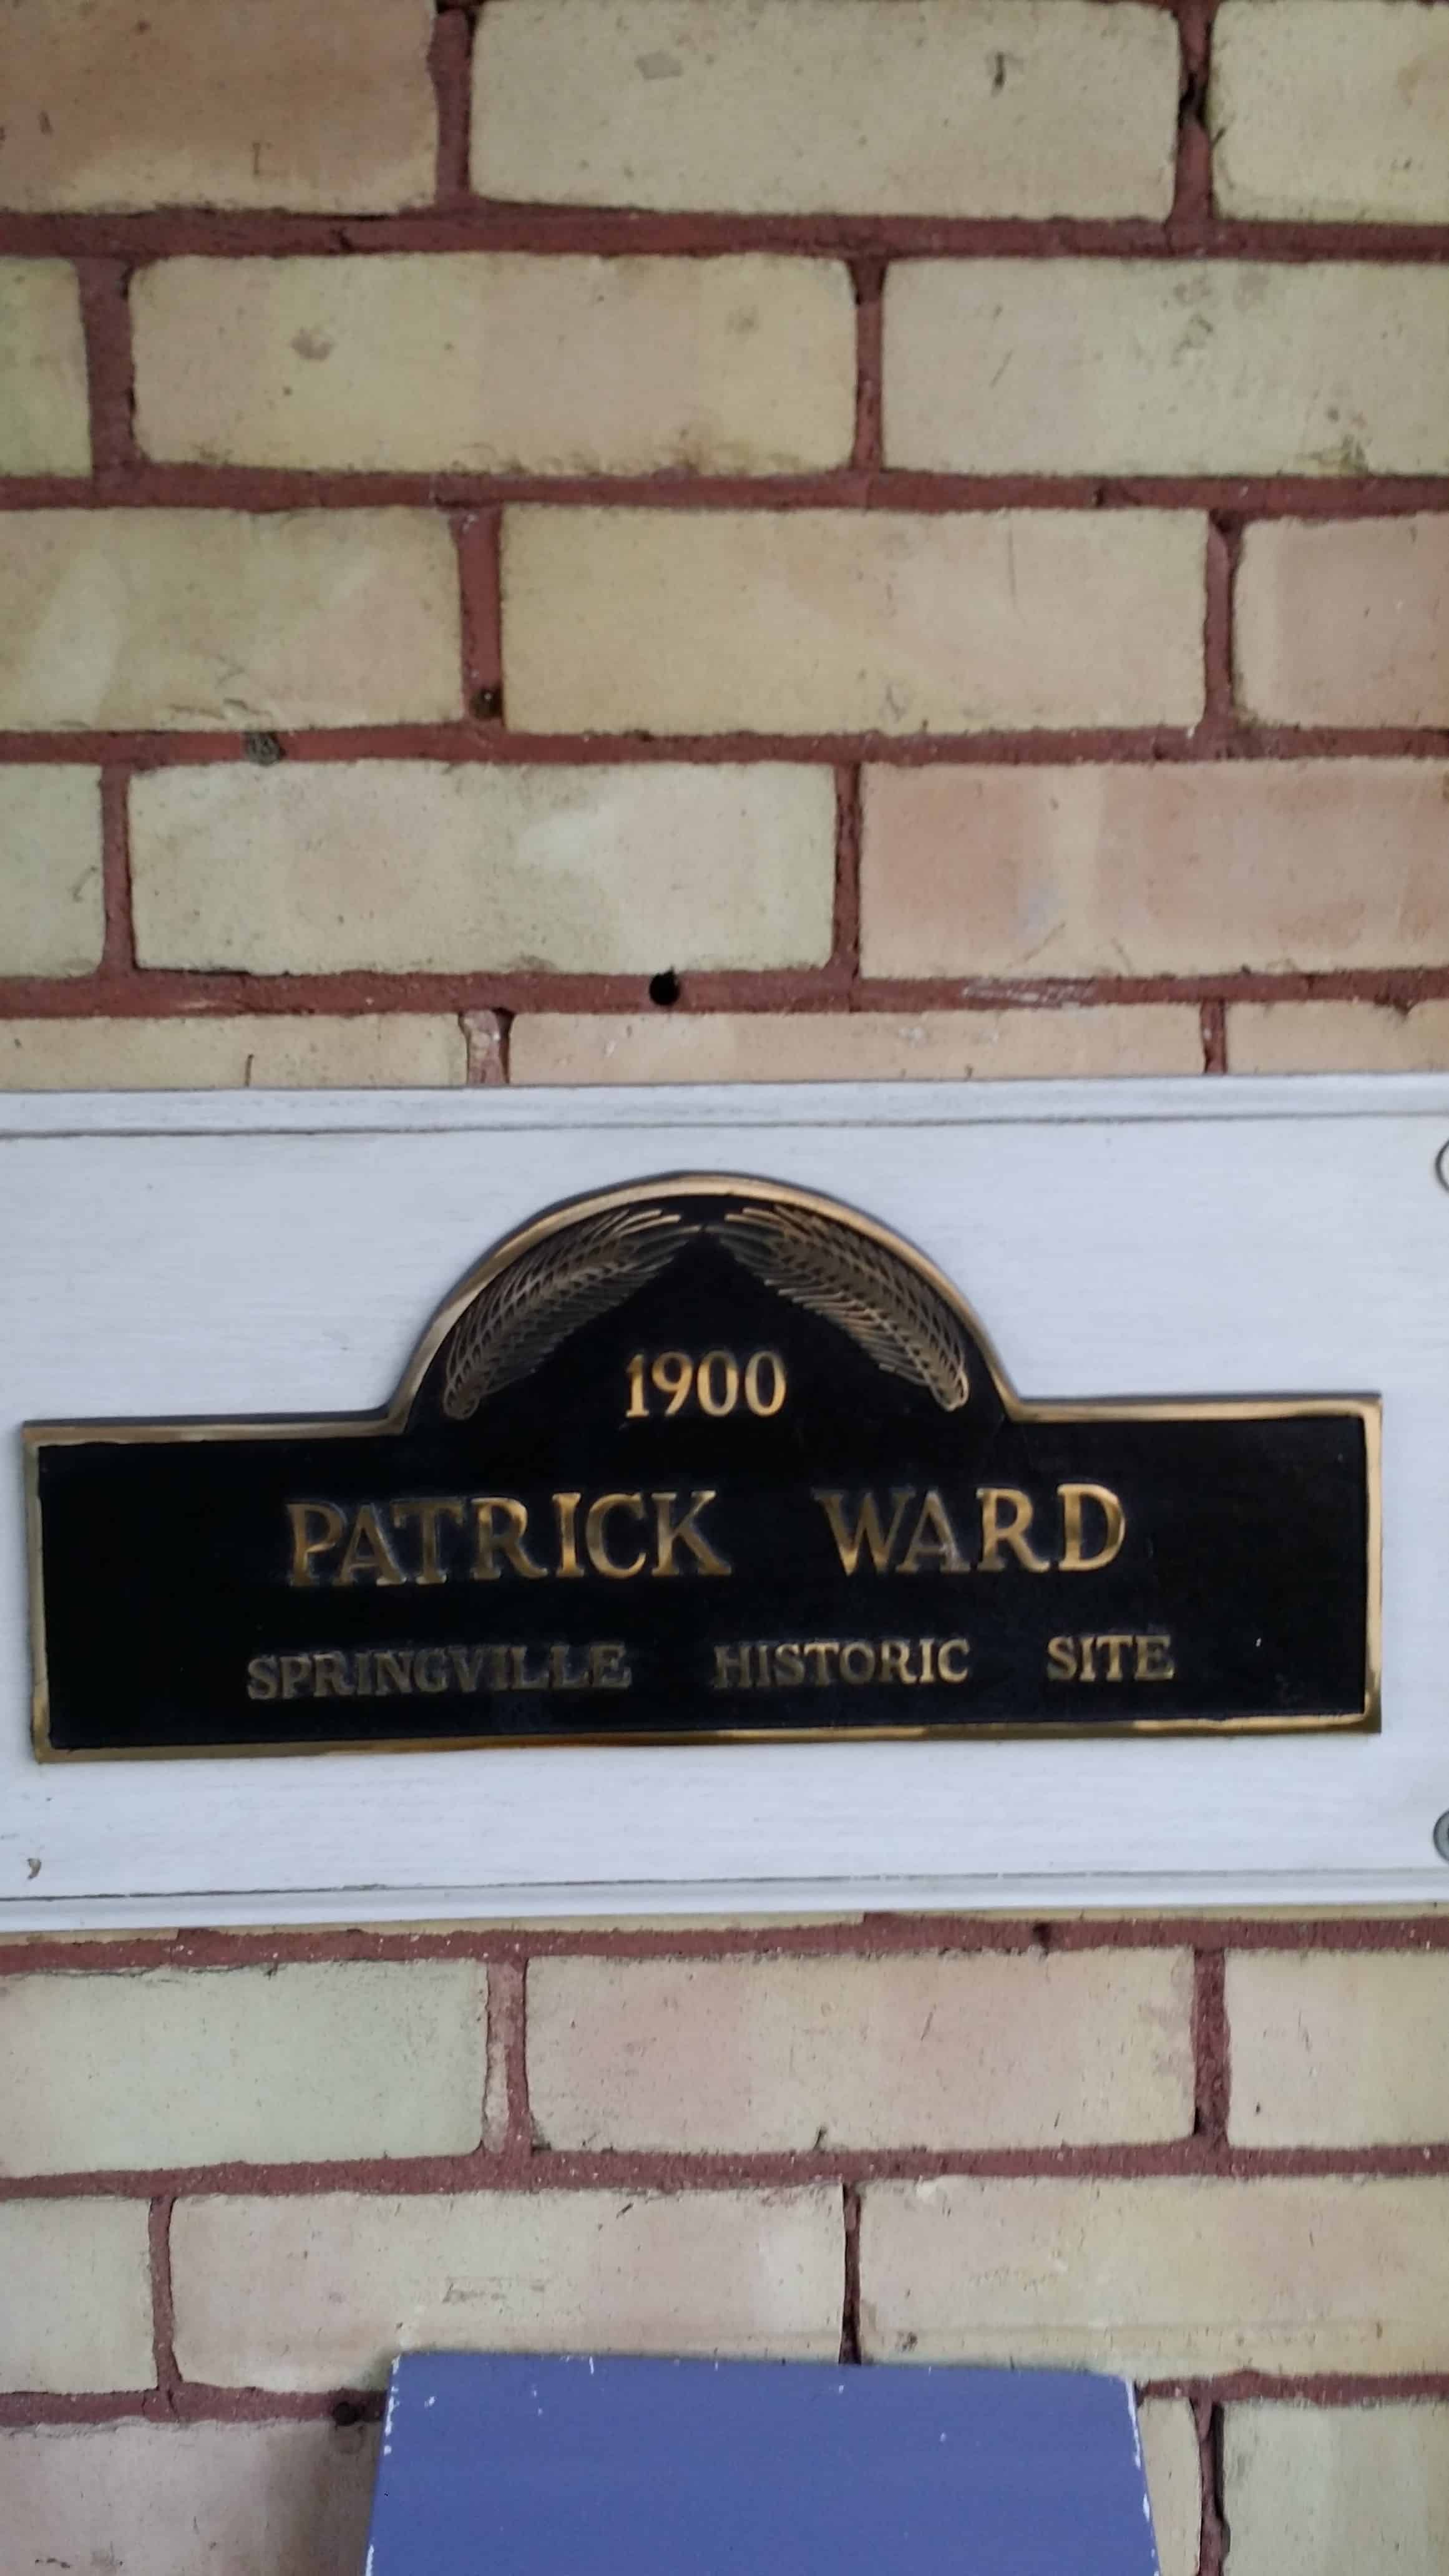 1900
PATRICK WARD
SPRINGVILLE HISTORIC SITE